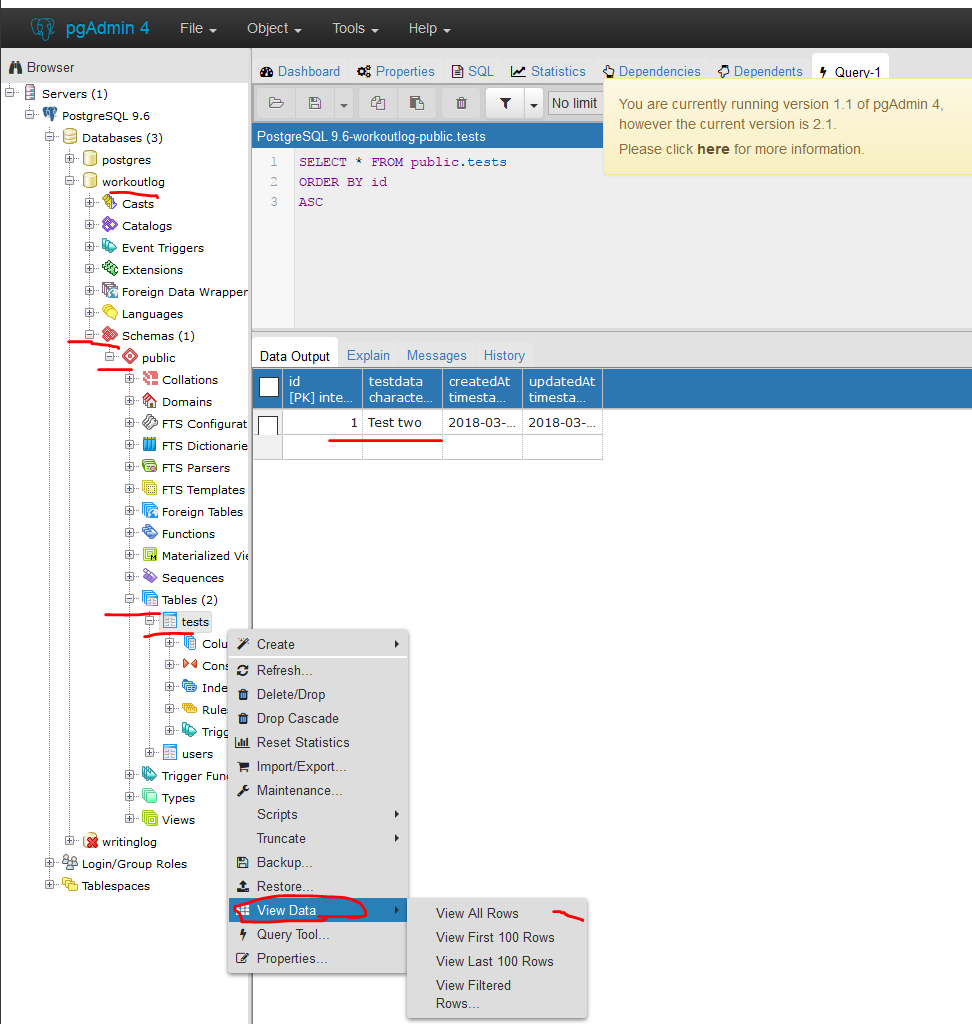 pgAdmin 4 File Object Tools Help
Browser
Servers (1)
PostgreSQL 9.6
Databases (3)
postgres
workoutlog
Casts
Catalogs
Event Triggers
Extensions
Foreign Data Wrapper
Languages
Schemas (1)
public
Collations
Domains
FTS Configurat
FTS Dictionarie
FTS Parsers
FTS Templates
Foreign Tables
Functions
Materialized Vie
Sequences
Tables (2)
tests
Colu
Cons
Inde
Rule
Trigg
users
Trigger Func
Types
Views
writinglog
Login/Group Roles
Tablespaces
Dashboard Properties SQL Statistics Dependencies Dependents Query-1
No limit
You are currently running version 1.1 of pgAdmin 4,
however the current version is 2.1.
Please click here for more information.
PostgreSQL 9.6-workoutlog-public.tests
1 SELECT * FROM public.tests
2 ORDER BY id
3 ASC
Data Output Explain Messages History
id testdata createdAt updatedAt
[PK] inte... characte... timesta... timesta...
1 Test two 2018-03-... 2018-03-...
Create
Refresh...
Delete/Drop
Drop Cascade
Reset Statistics
Import/Export...
Maintenance...
Scripts
Truncate
Backup...
Restore...
View Data
Query Tool...
Properties...
View All Rows
View First 100 Rows
View Last 100 Rows
View Filtered
Rows...